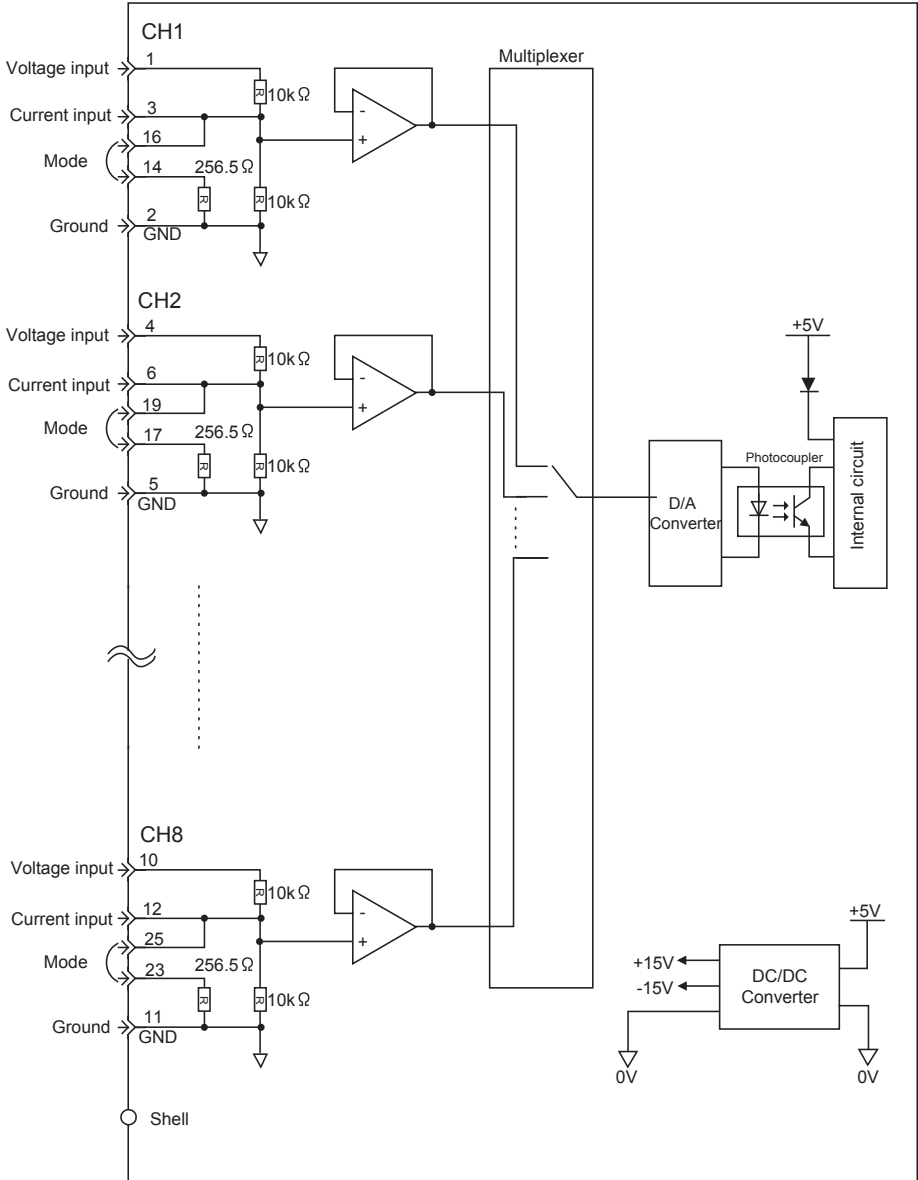 CH1
Voltage input
1
10kΩ
Current input
3
16
Mode
14
256.5Ω
10kΩ
Ground
2
GND
Multiplexer
CH2
Voltage input
4
10kΩ
Current input
6
19
Mode
17
256.5Ω
10kΩ
Ground
5
GND
+5V
Photocoupler
D/A
Converter
Internal circuit
CH8
Voltage input
10
10kΩ
Current input
12
25
Mode
23
256.5Ω
10kΩ
Ground
11
GND
Shell
+5V
+15V
-15V
DC/DC
Converter
0V
0V
R
R
R
R
R
R
R
R
R
-
+
-
+
-
+